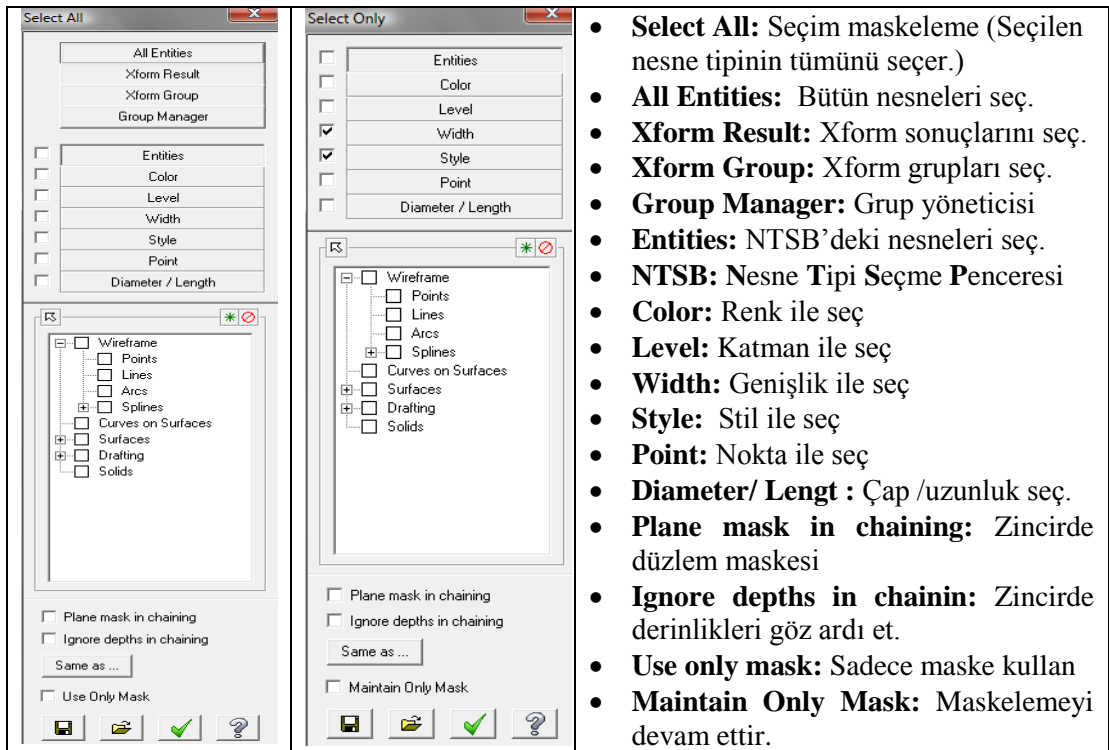 Select All
All Entities
Xform Result
Xform Group
Group Manager
Entities
Color
Level
Width
Style
Point
Diameter / Length
Wireframe
Points
Lines
Arcs
Splines
Curves on Surfaces
Surfaces
Drafting
Solids
Plane mask in chaining
Ignore depths in chaining
Same as ...
Use Only Mask
Select Only
Entities
Color
Level
Width
Style
Point
Diameter / Length
Wireframe
Points
Lines
Arcs
Splines
Curves on Surfaces
Surfaces
Drafting
Solids
Plane mask in chaining
Ignore depths in chaining
Same as ...
Maintain Only Mask
• Select All: Seçim maskeleme (Seçilen
nesne tipinin tümünü seçer.)
• All Entities: Bütün nesneleri seç.
• Xform Result: Xform sonuçlarını seç.
• Xform Group: Xform grupları seç.
• Group Manager: Grup yöneticisi
• Entities: NTSB’deki nesneleri seç.
• NTSB: Nesne Tipi Seçme Penceresi
• Color: Renk ile seç
• Level: Katman ile seç
• Width: Genişlik ile seç
• Style: Stil ile seç
• Point: Nokta ile seç
• Diameter/ Lengt : Çap /uzunluk seç.
• Plane mask in chaining: Zincirde
düzlem maskesi
• Ignore depths in chainin: Zincirde
derinlikleri göz ardı et.
• Use only mask: Sadece maske kullan
• Maintain Only Mask: Maskelemeyi
devam ettir.